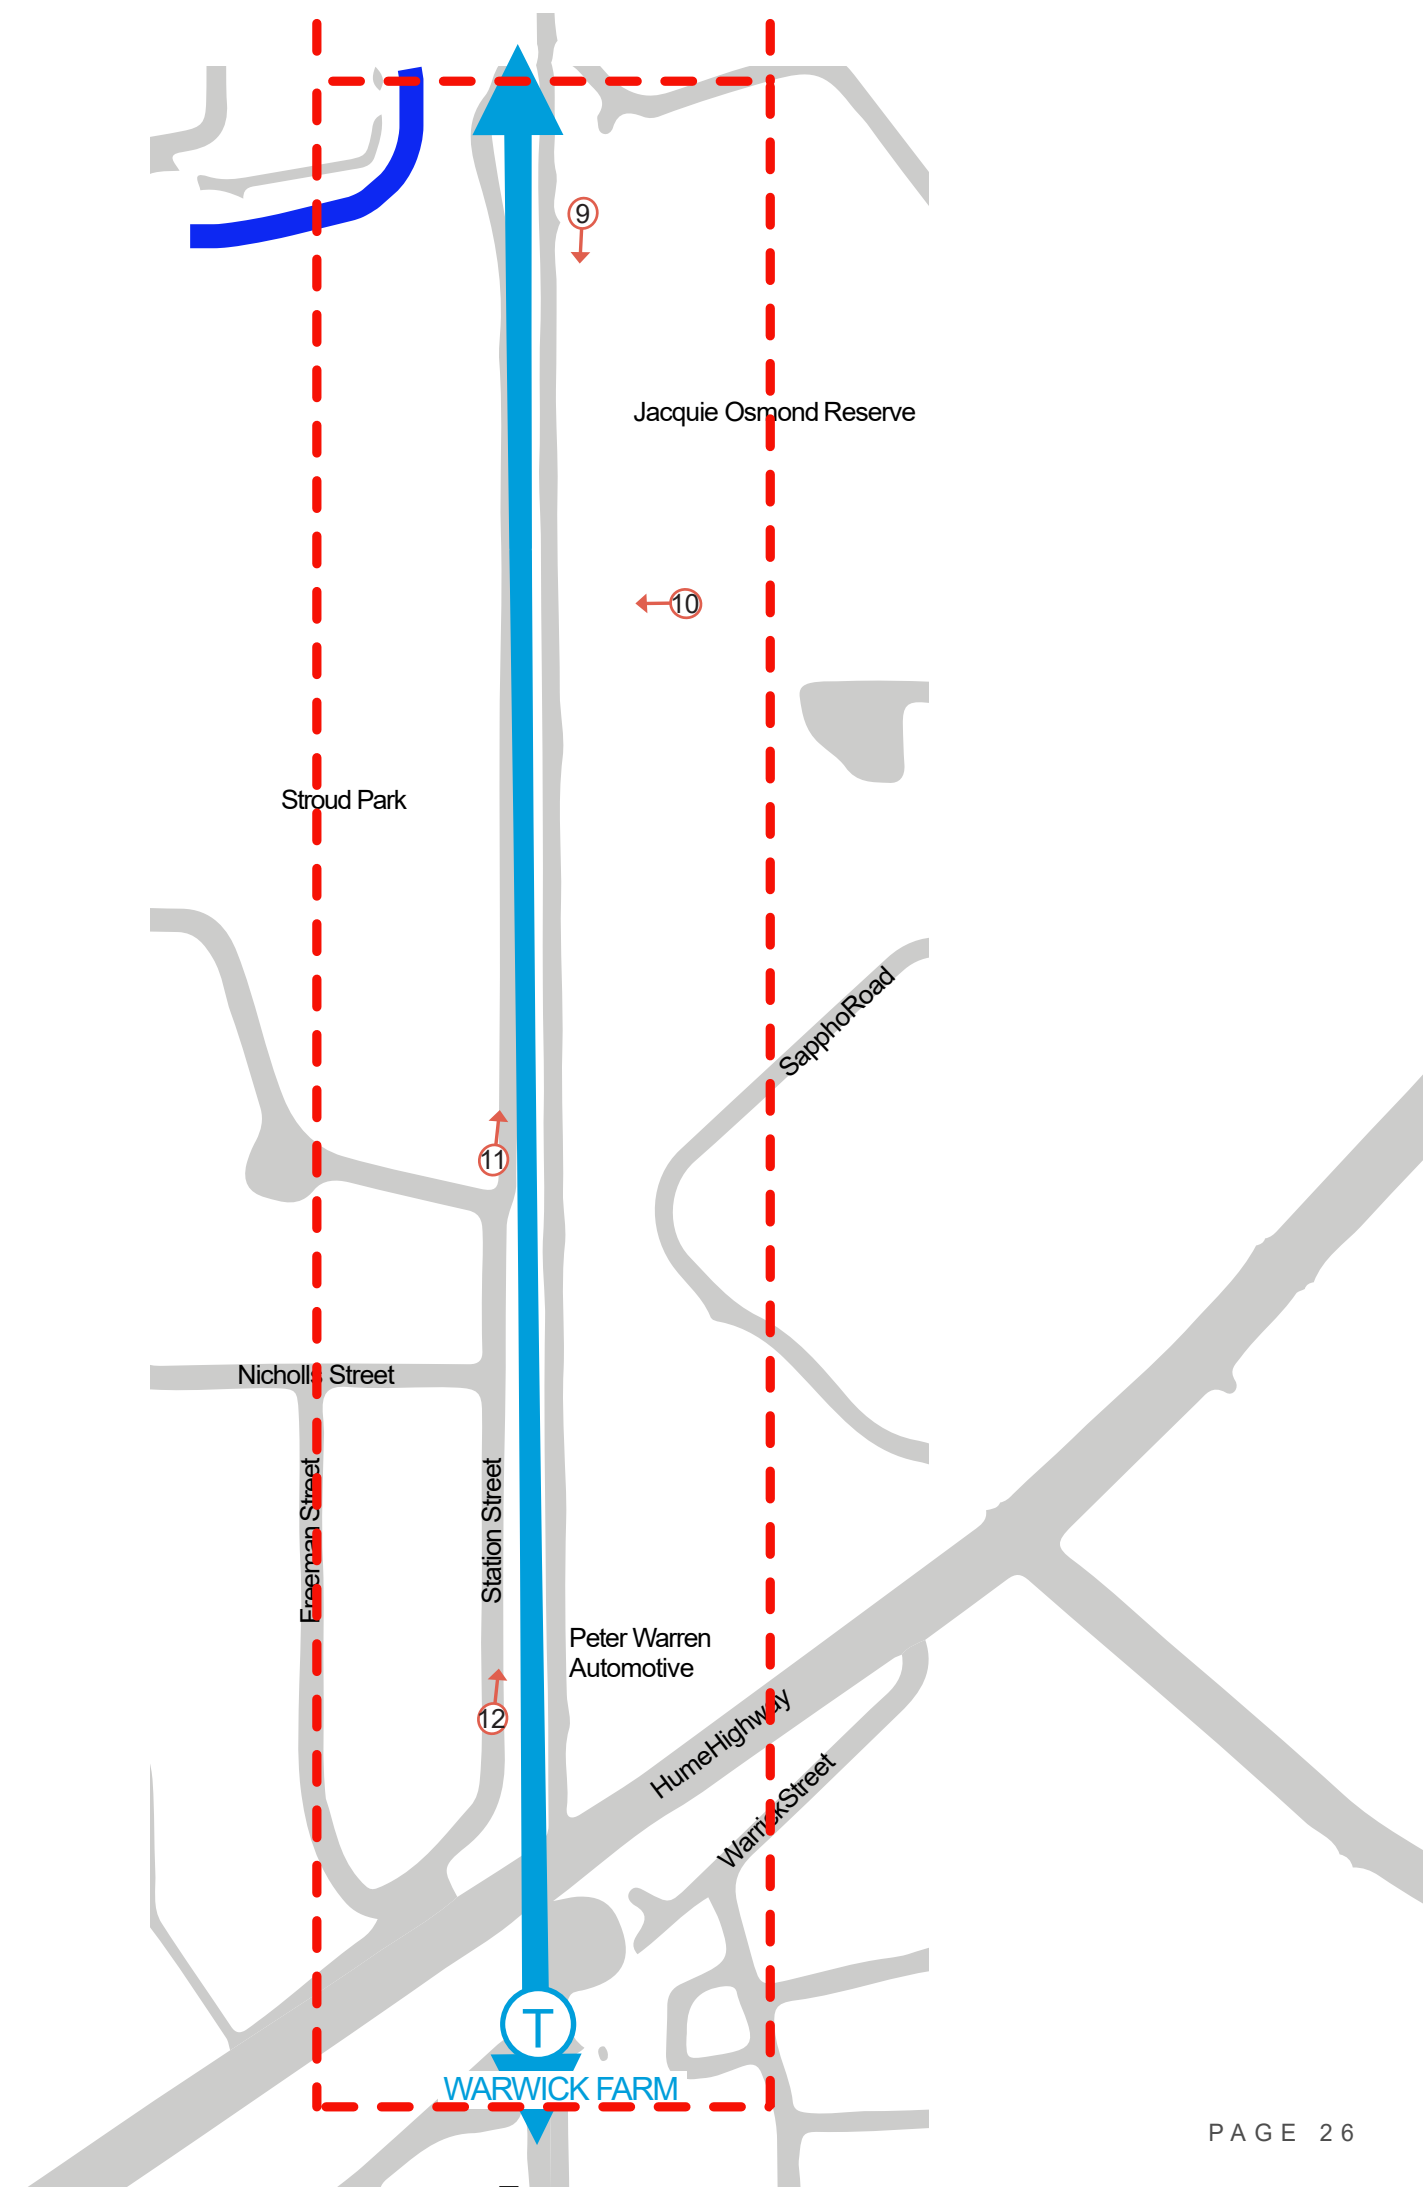 9
Jacquie Osmond Reserve
10
Stroud Park
SapphoRoad
11
Nicholls Street
Freeman Street
Station Street
Peter Warren
Automotive
12
HumeHighway
WarrickStreet
T
WARWICK FARM
PAGE 26